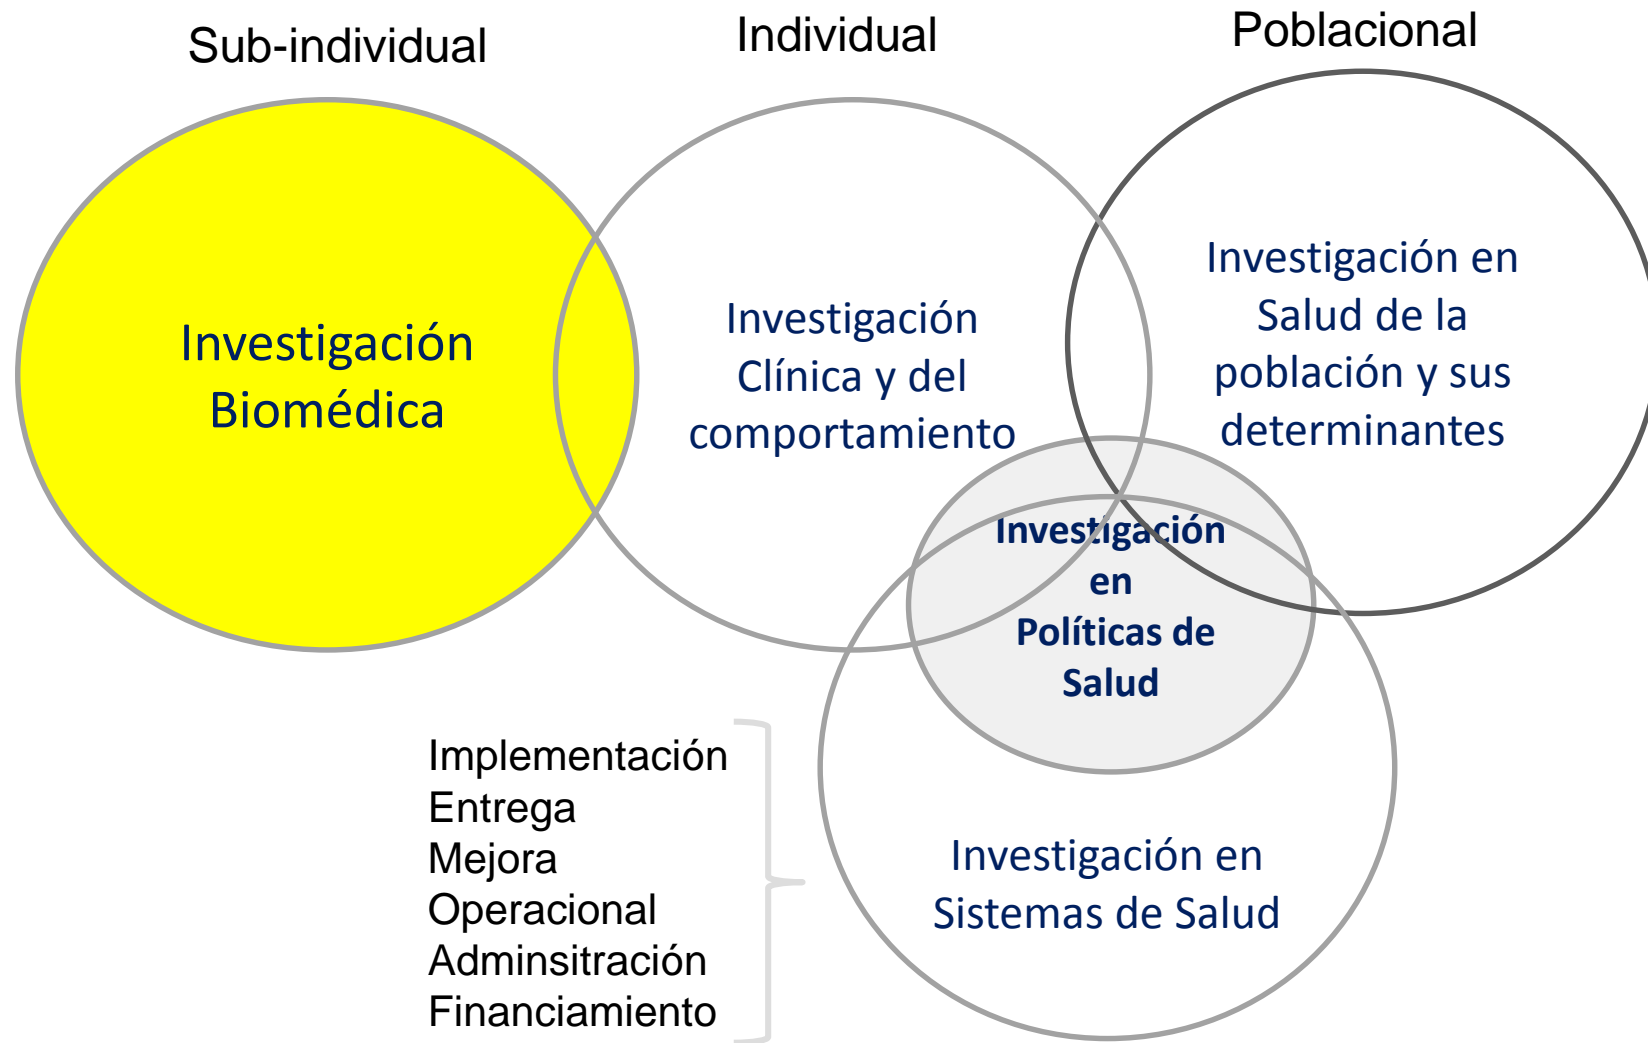 Sub-individual
Individual
Poblacional
Investigación
Biomédica
Investigación
Clínica y del
comportamiento
Investigación en
Salud de la
población y sus
determinantes
Investigación
en
Políticas de
Salud
Implementación
Entrega
Mejora
Operacional
Adminsitración
Financiamiento
Investigación en
Sistemas de Salud